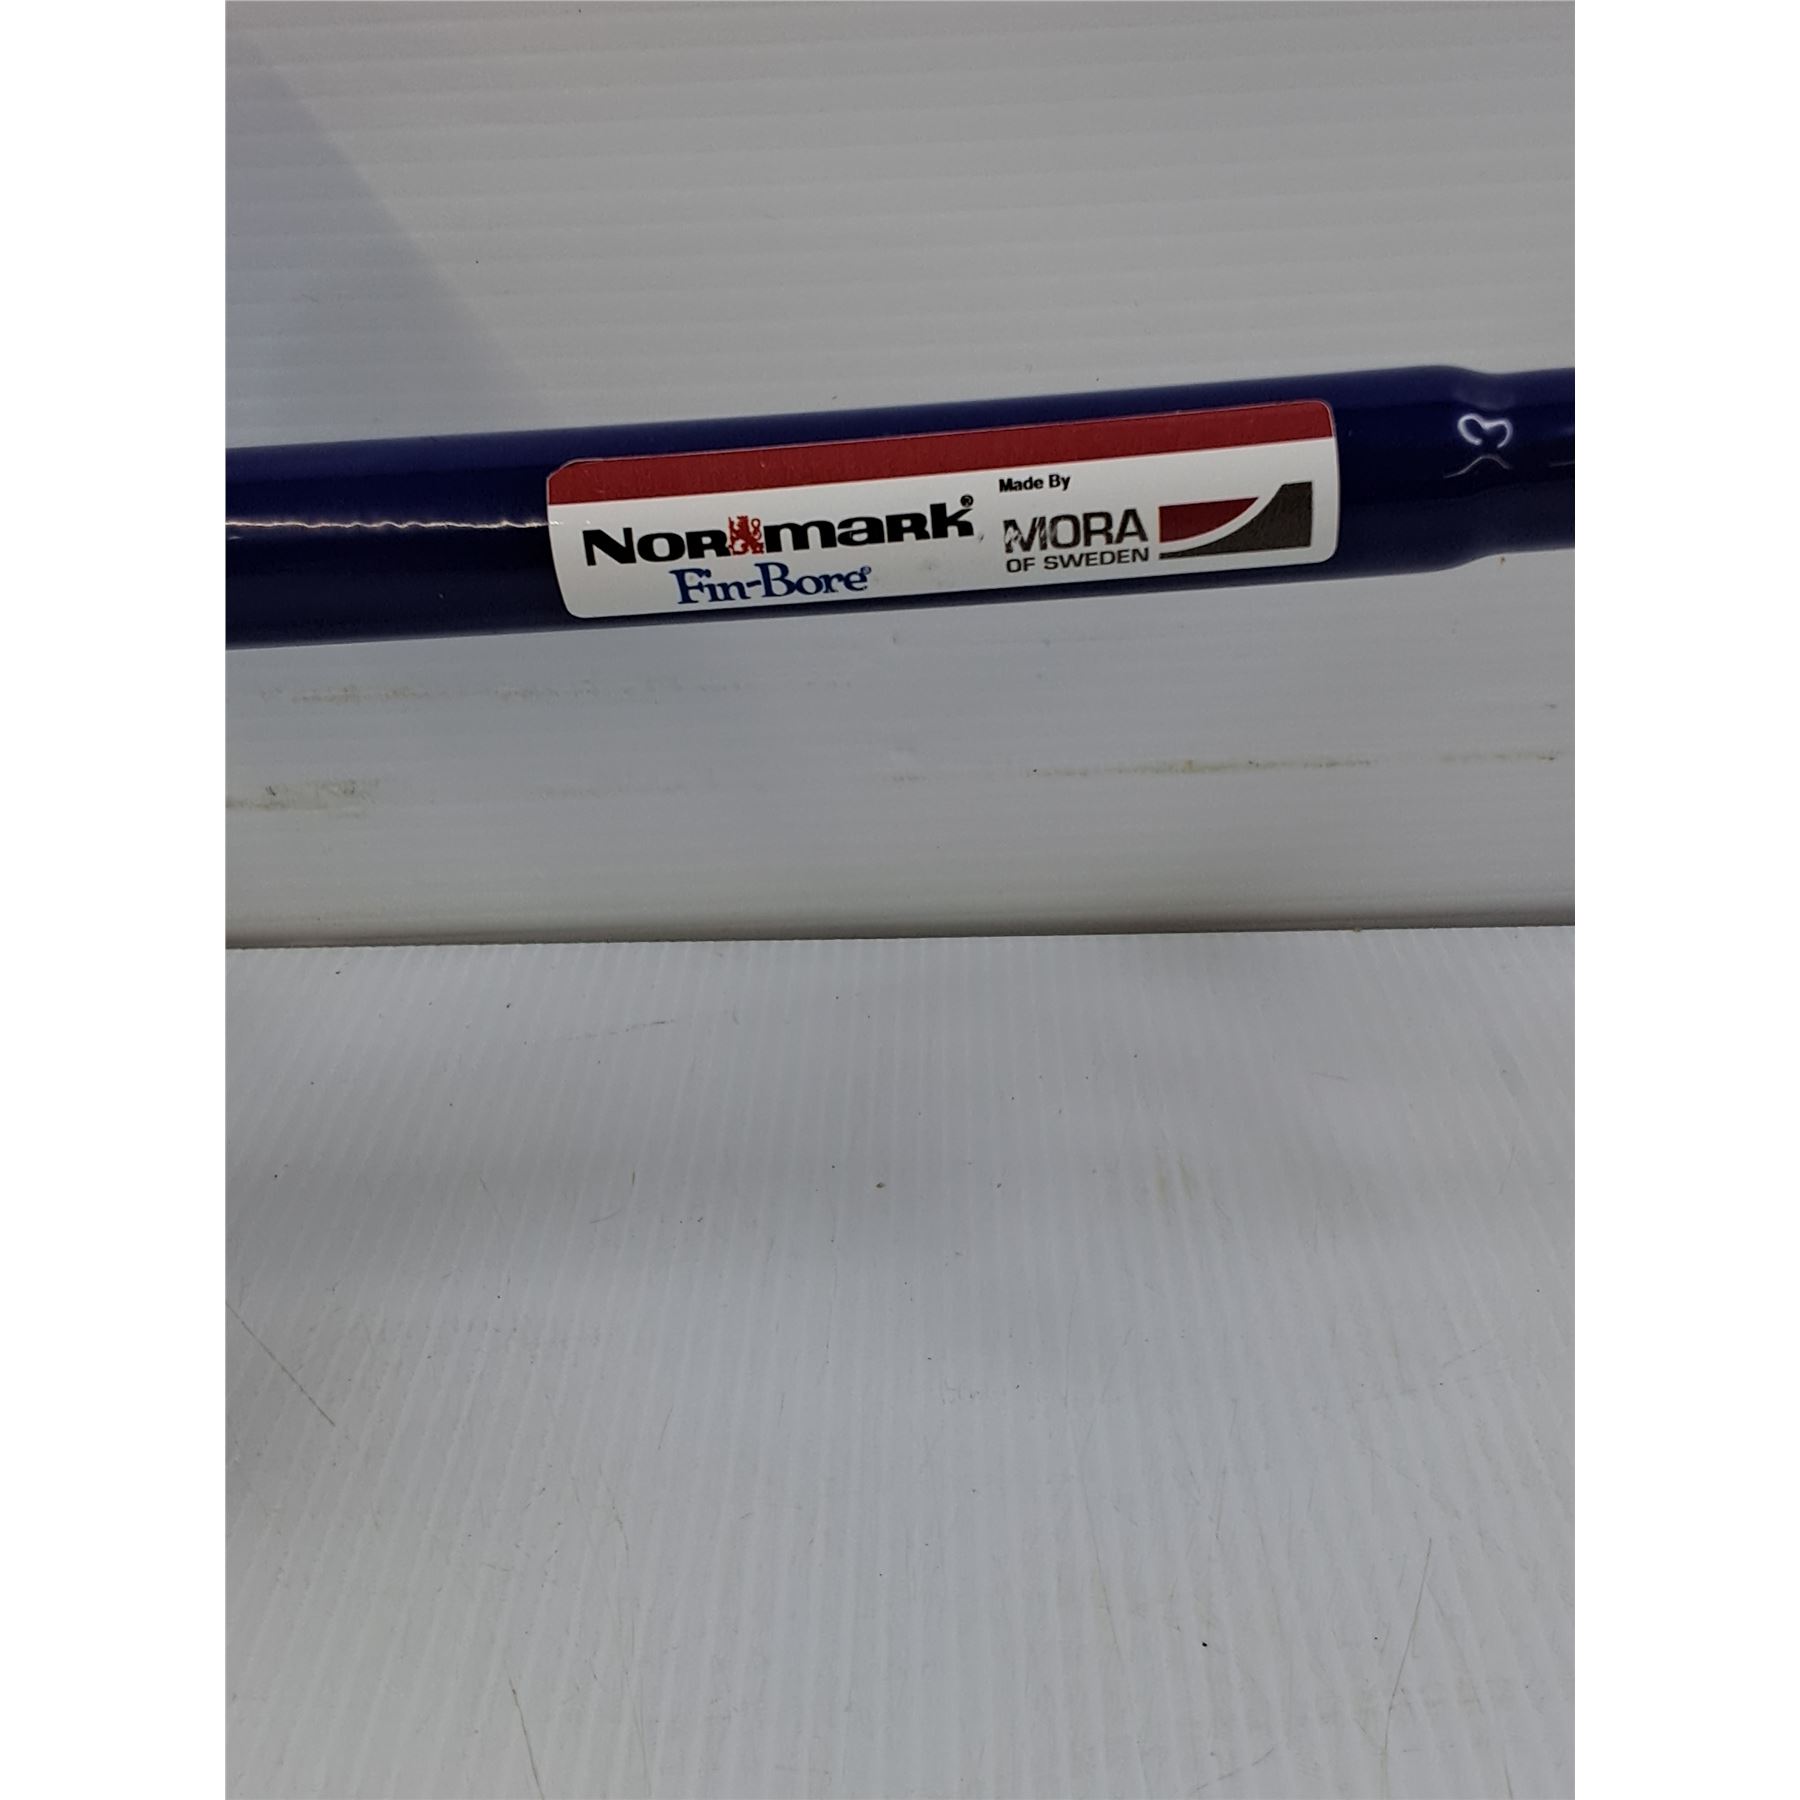 NORMARK®
Fin-Bore®
Made By
MORA
OF SWEDEN